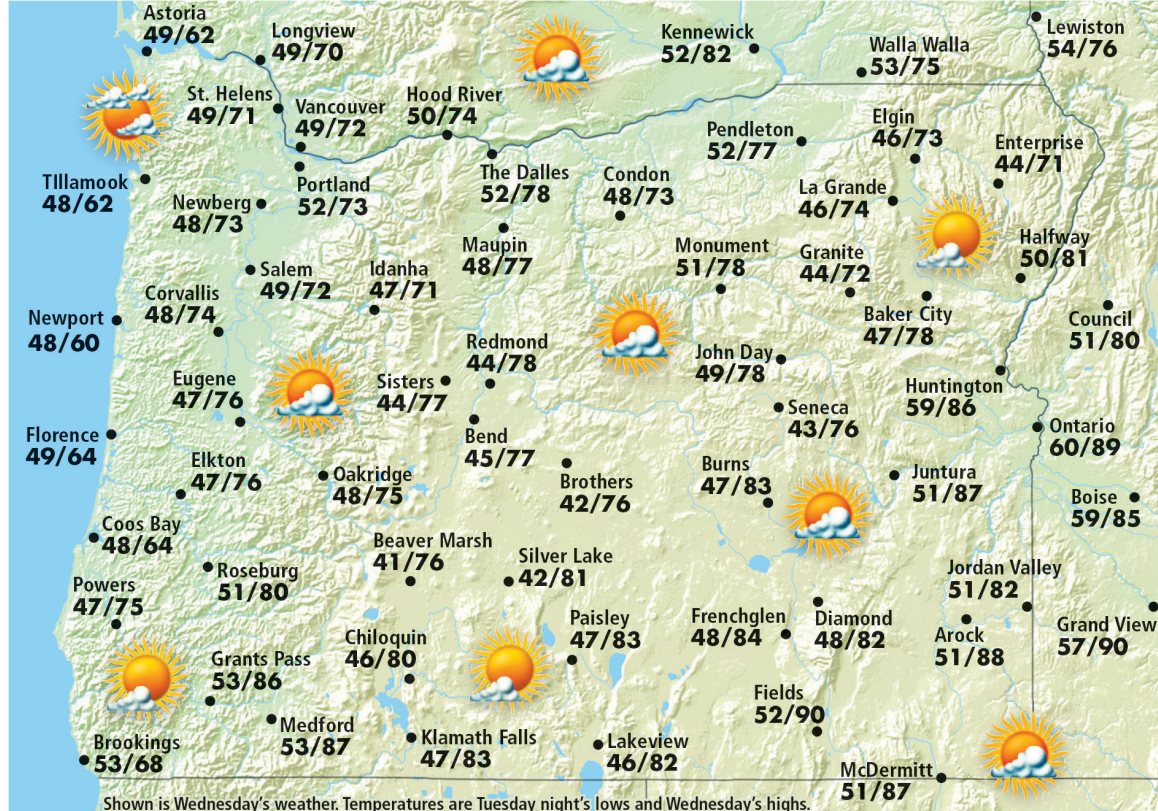 Astoria
49/62
Longview
49/70
Kennewick
52/82
Lewiston
54/76
Walla Walla
53/75
St. Helens
49/71
Vancouver
49/72
Hood River
50/74
Elgin
46/73
Pendleton
52/77
Enterprise
44/71
TIllamook
48/62
Portland
52/73
The Dalles
52/78
Condon
48/73
La Grande
46/74
Newberg
48/73
Maupin
48/77
Monument
51/78
Granite
44/72
Halfway
50/81
Salem
49/72
Idanha
47/71
Corvallis
48/74
Newport
48/60
Baker City
47/78
Council
51/80
Redmond
44/78
John Day
49/78
Eugene
47/76
Sisters
44/77
Huntington
59/86
Seneca
43/76
Florence
49/64
Bend
45/77
Ontario
60/89
Elkton
47/76
Oakridge
48/75
Brothers
42/76
Burns
47/83
Juntura
51/87
Boise
59/85
Coos Bay
48/64
Beaver Marsh
41/76
Silver Lake
42/81
Roseburg
51/80
Jordan Valley
51/82
Powers
47/75
Paisley
47/83
Frenchglen
48/84
Diamond
48/82
Arock
51/88
Grand View
57/90
Chiloquin
46/80
Grants Pass
53/86
Fields
52/90
Medford
53/87
Klamath Falls
47/83
Lakeview
46/82
Brookings
53/68
McDermitt
51/87
Shown is Wednesday's weather. Temperatures are Tuesday night's lows and Wednesday's highs.